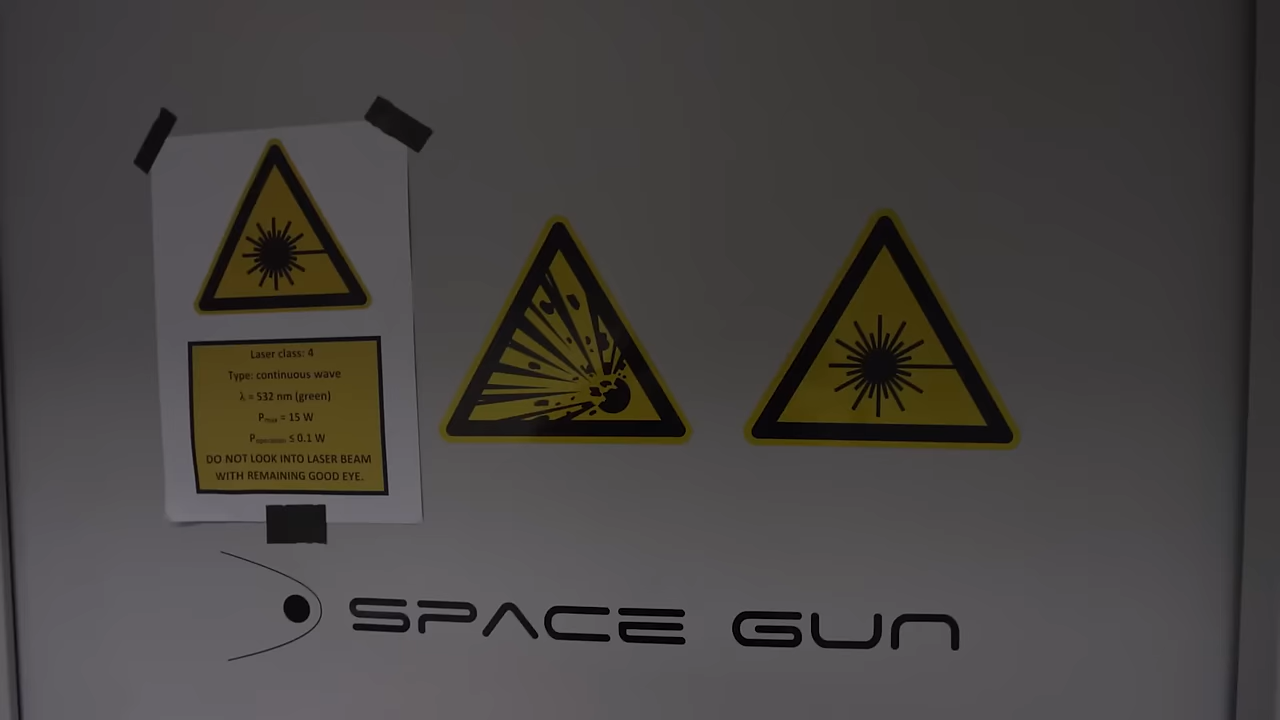 Laser class: 4
Type: continuous wave
λ = 532 nm (green)
Pmax = 15 W
Poperation ≤ 0.1 W
DO NOT LOOK INTO LASER BEAM
WITH REMAINING GOOD EYE.
SPACE GUN